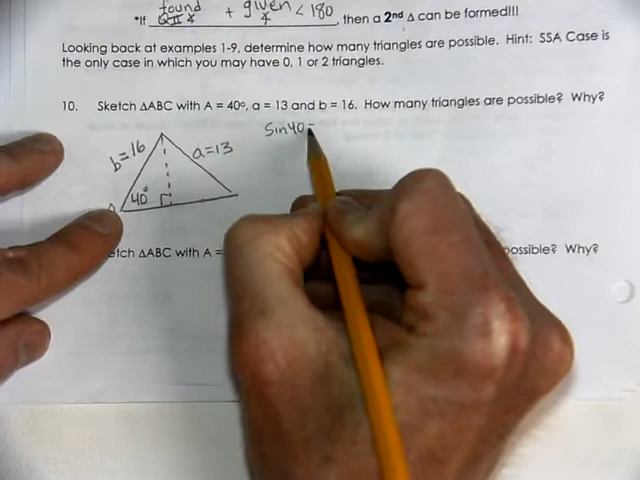 found + given < 180
*If QII ∡ ∡ , then a 2nd Δ can be formed!!!
Looking back at examples 1-9, determine how many triangles are possible. Hint: SSA Case is
the only case in which you may have 0, 1 or 2 triangles.
10. Sketch ΔABC with A = 40°, a = 13 and b = 16. How many triangles are possible? Why?
Sin40=
b=16 a=13
40°
A
etch ΔABC with A = possible? Why?